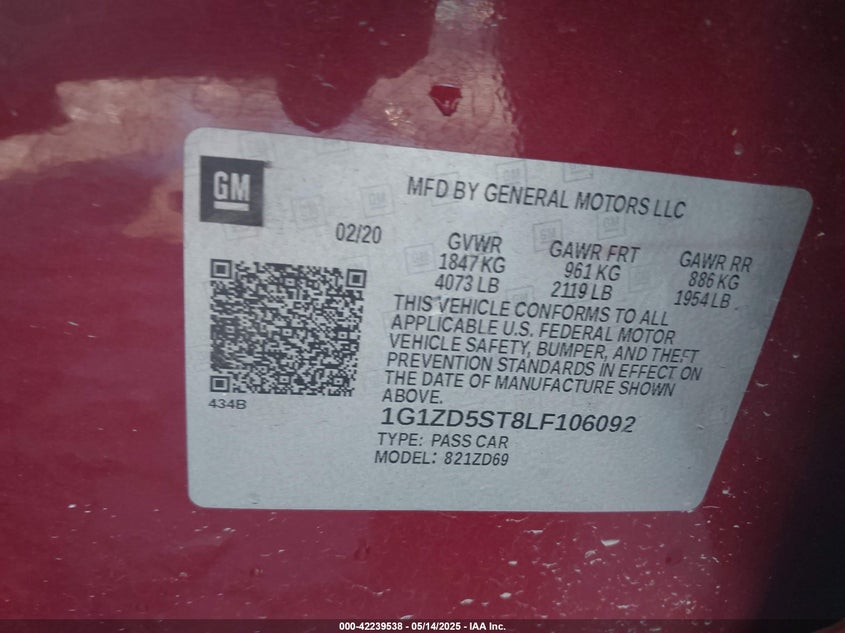 GM
MFD BY GENERAL MOTORS LLC
02/20
GVWR
1847 KG
4073 LB
GAWR FRT
961 KG
2119 LB
GAWR RR
886 KG
1954 LB
THIS VEHICLE CONFORMS TO ALL
APPLICABLE U.S. FEDERAL MOTOR
VEHICLE SAFETY, BUMPER, AND THEFT
PREVENTION STANDARDS IN EFFECT ON
THE DATE OF MANUFACTURE SHOWN
ABOVE.
434B
1G1ZD5ST8LF106092
TYPE: PASS CAR
MODEL: 821ZD69
000-42239538 - 05/14/2025 - IAA Inc.